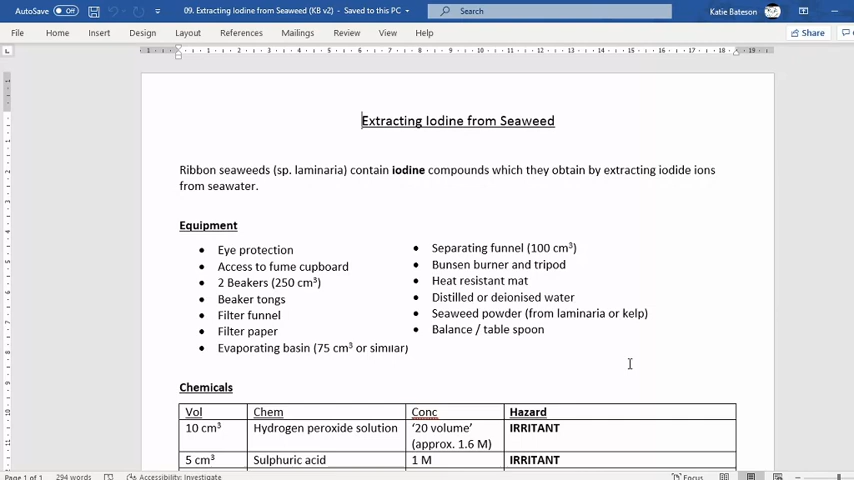 AutoSave Off 09. Extracting Iodine from Seaweed (KB v2) - Saved to this PC Search Katie Bateson
File Home Insert Design Layout References Mailings Review View Help Share
Extracting Iodine from Seaweed
Ribbon seaweeds (sp. laminaria) contain iodine compounds which they obtain by extracting iodide ions
from seawater.
Equipment
• Eye protection
• Access to fume cupboard
• 2 Beakers (250 cm³)
• Beaker tongs
• Filter funnel
• Filter paper
• Evaporating basin (75 cm³ or similar)
• Separating funnel (100 cm³)
• Bunsen burner and tripod
• Heat resistant mat
• Distilled or deionised water
• Seaweed powder (from laminaria or kelp)
• Balance / table spoon
Chemicals
Vol Chem Conc Hazard
10 cm³ Hydrogen peroxide solution '20 volume' IRRITANT
(approx. 1.6 M)
5 cm³ Sulphuric acid 1 M IRRITANT
Page 1 of 1 294 words Accessibility: Investigate Focus